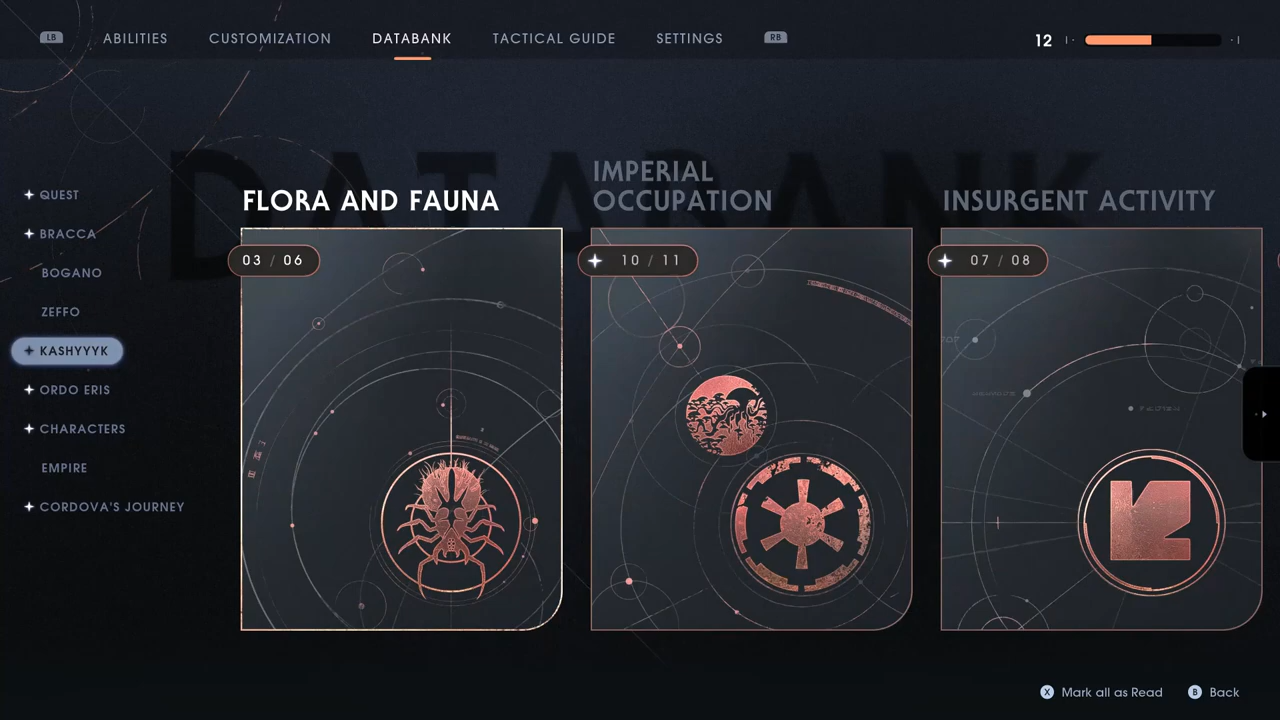 LB ABILITIES CUSTOMIZATION DATABANK TACTICAL GUIDE SETTINGS RB 12
DATABANK
QUEST
BRACCA
BOGANO
ZEFFO
KASHYYYK
ORDO ERIS
CHARACTERS
EMPIRE
CORDOVA'S JOURNEY
FLORA AND FAUNA
03 / 06
IMPERIAL
OCCUPATION
10 / 11
INSURGENT ACTIVITY
07 / 08
X Mark all as Read B Back